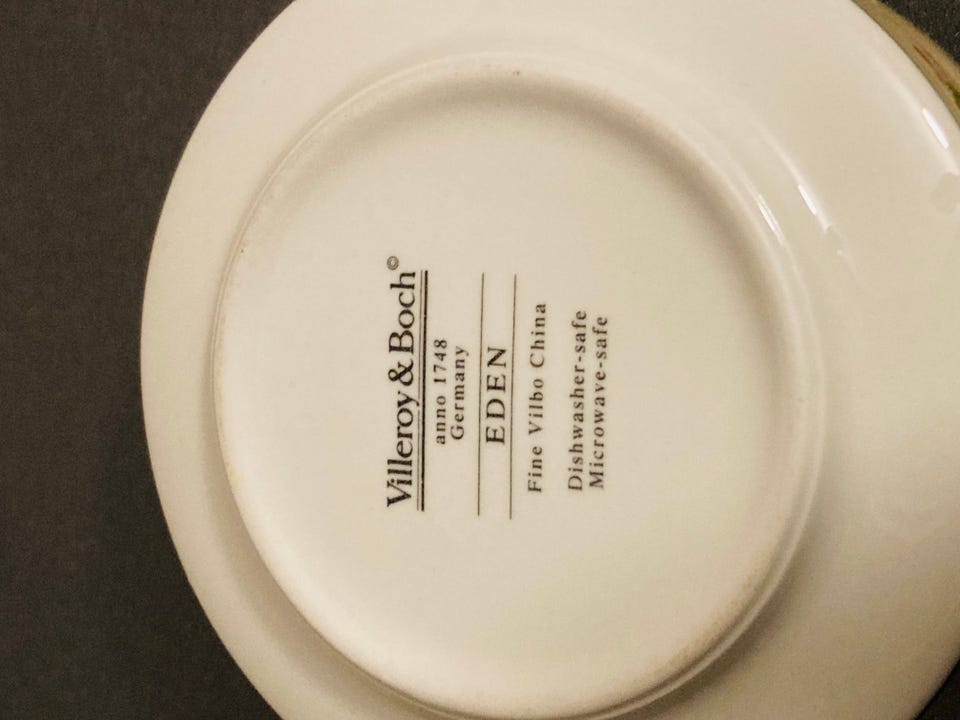 Villeroy & Boch©
anno 1748
Germany
EDEN
Fine Vilbo China
Dishwasher-safe
Microwave-safe